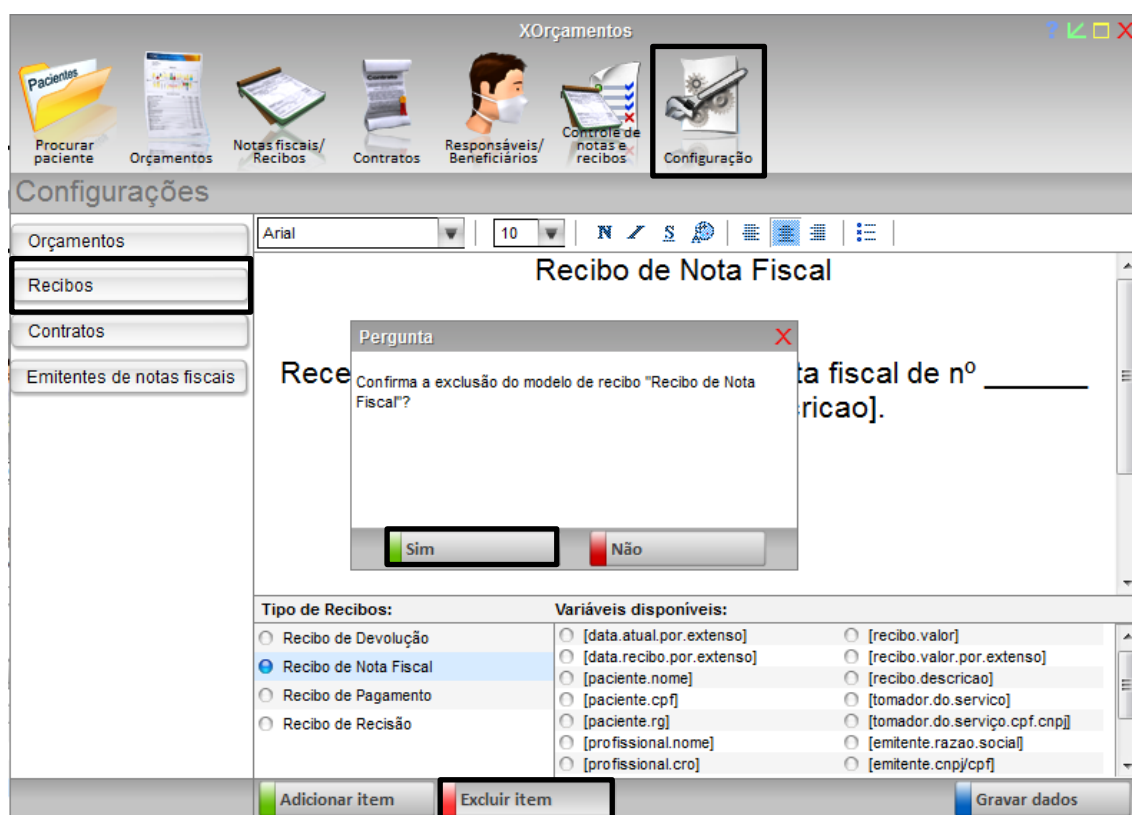 XOrçamentos
?
Pacientes
Contrato
Procurar
paciente
Orçamentos
Notas fiscais/
Recibos
Contratos
Responsáveis/
Beneficiários
Controle de
notas e
recibos
Configuração
Configurações
Orçamentos
Recibos
Contratos
Emitentes de notas fiscais
Arial
10
N
S
Recibo de Nota Fiscal
Rece
ta fiscal de nº ______
ricao].
Pergunta
X
Confirma a exclusão do modelo de recibo "Recibo de Nota
Fiscal"?
Sim
Não
Tipo de Recibos:
Variáveis disponíveis:
Recibo de Devolução
Recibo de Nota Fiscal
Recibo de Pagamento
Recibo de Recisão
[data.atual.por.extenso]
[data.recibo.por.extenso]
[paciente.nome]
[paciente.cpf]
[paciente.rg]
[profissional.nome]
[profissional.cro]
[recibo.valor]
[recibo.valor.por.extenso]
[recibo.descricao]
[tomador.do.servico]
[tomador.do.serviço.cpf.cnpj]
[emitente.razao.social]
[emitente.cnpj/cpf]
Adicionar item
Excluir item
Gravar dados